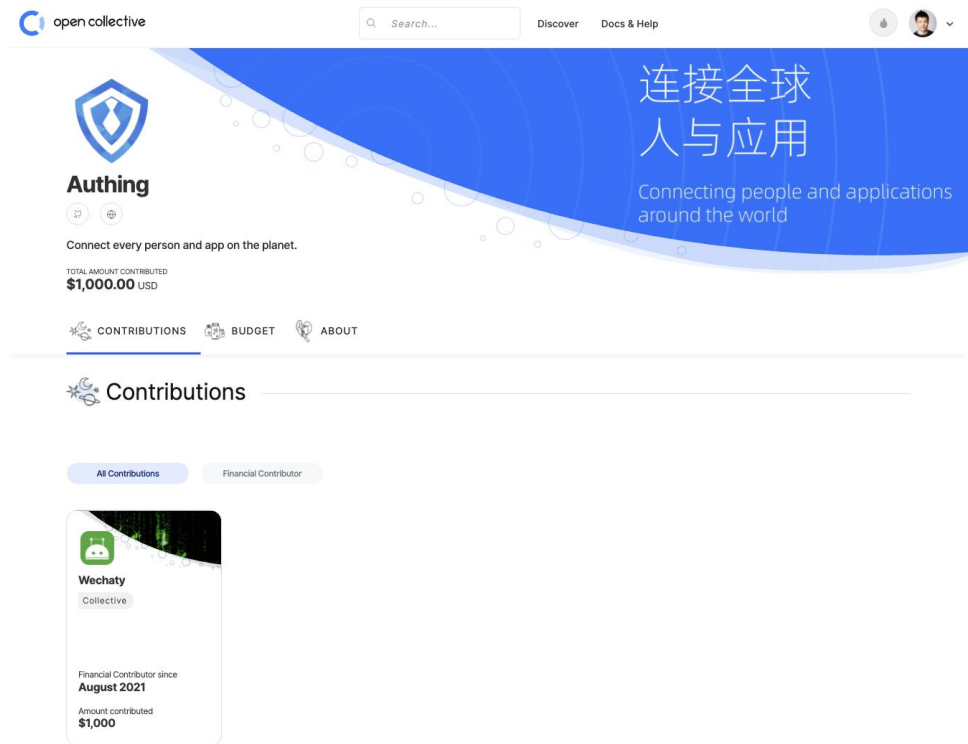 open collective
Search...
Discover
Docs & Help
连接全球
人与应用
Connecting people and applications
around the world
Authing
Connect every person and app on the planet.
TOTAL AMOUNT CONTRIBUTED
$1,000.00 USD
CONTRIBUTIONS
BUDGET
ABOUT
Contributions
All Contributions
Financial Contributor
Wechaty
Collective
Financial Contributor since
August 2021
Amount contributed
$1,000